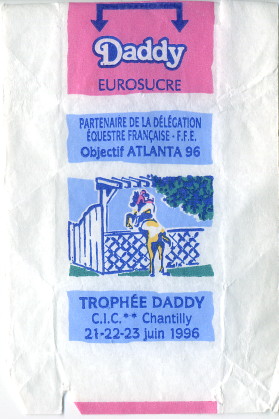 Daddy
EUROSUCRE
PARTENAIRE DE LA DÉLÉGATION
ÉQUESTRE FRANÇAISE - F.F.E.
Objectif ATLANTA 96
TROPHÉE DADDY
C.I.C.** Chantilly
21-22-23 juin 1996